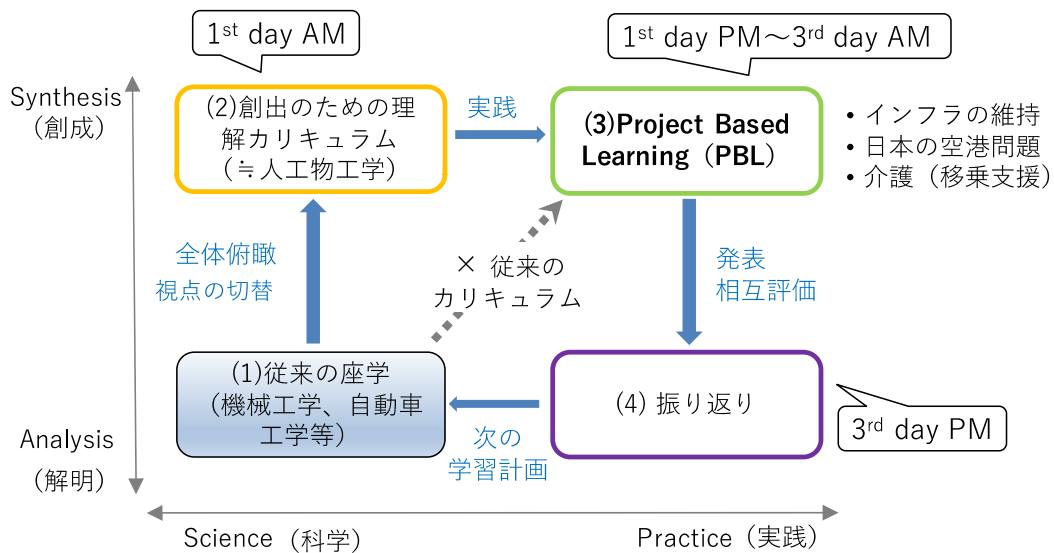 1st day AM
1st day PM～3rd day AM
Synthesis
(創成)
(2)創出のための理
解カリキュラム
(≒人工物工学)
実践
(3)Project Based
Learning（PBL）
• インフラの維持
• 日本の空港問題
• 介護（移乗支援）
全体俯瞰
視点の切替
× 従来の
カリキュラム
発表
相互評価
(1)従来の座学
(機械工学、自動車
工学等)
(4) 振り返り
3rd day PM
次の
学習計画
Analysis
(解明)
Science (科学)
Practice (実践)